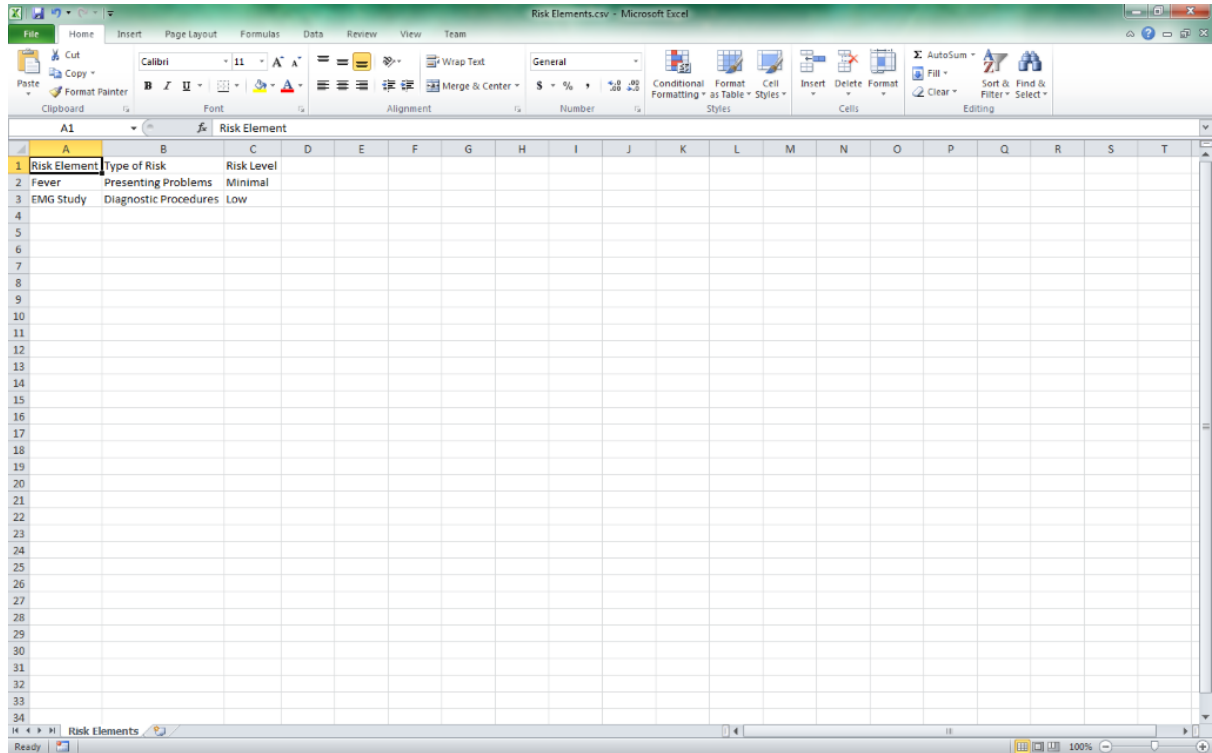 Risk Elements.csv - Microsoft Excel
File Home Insert Page Layout Formulas Data Review View Team
Paste
Cut
Copy
Format Painter
Clipboard
Calibri 11 A A
B I U A
Font
Wrap Text
Merge & Center
Alignment
General
$ % , .0 .00 .00 .0
Number
Conditional Formatting
Format as Table
Cell Styles
Styles
Insert Delete Format
Cells
Σ AutoSum
Fill
Clear
Sort & Filter
Find & Select
Editing
A1 fx Risk Element
A B C D E F G H I J K L M N O P Q R S T
1 Risk Element Type of Risk Risk Level
2 Fever Presenting Problems Minimal
3 EMG Study Diagnostic Procedures Low
4
5
6
7
8
9
10
11
12
13
14
15
16
17
18
19
20
21
22
23
24
25
26
27
28
29
30
31
32
33
34
Risk Elements
Ready 100%